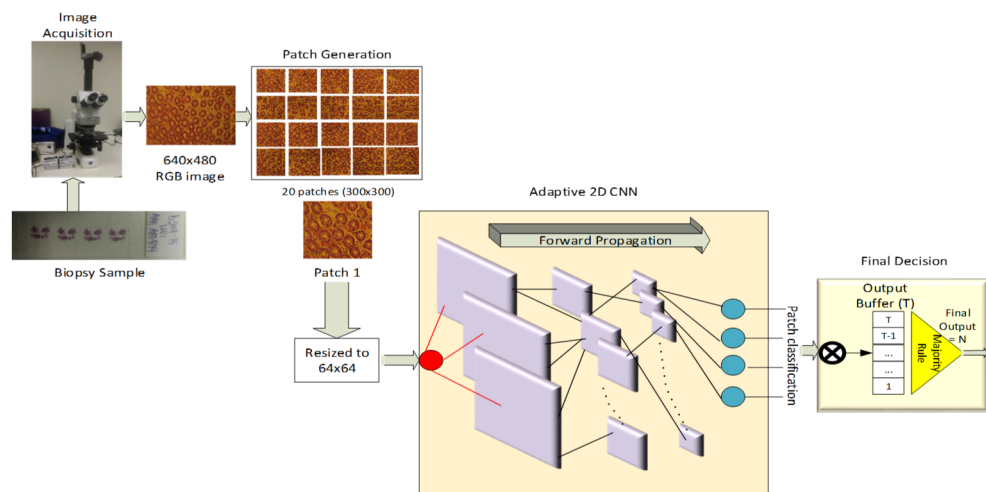 Image
Acquisition
Patch Generation
640x480
RGB image
20 patches (300x300)
Biopsy Sample
Patch 1
Resized to
64x64
Adaptive 2D CNN
Forward Propagation
Patch classification
Final Decision
Output
Buffer (T)
T
T-1
...
...
1
Majority
Rule
Final
Output
= N